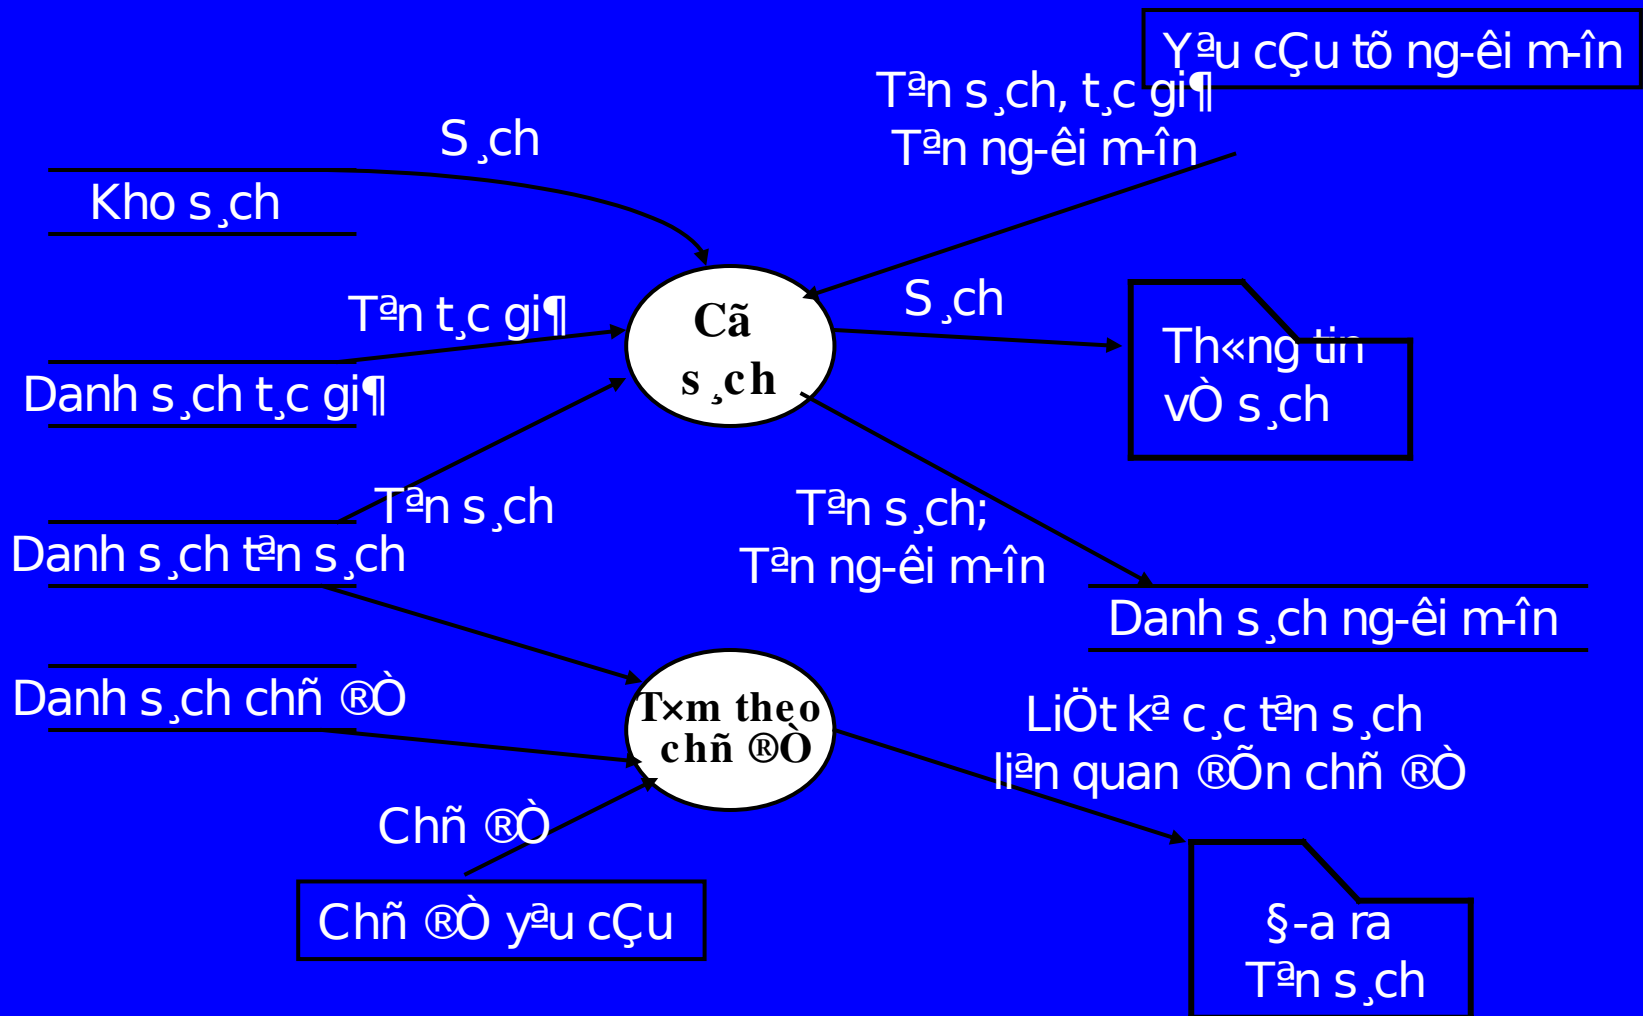 Yªu cÇu tõ ng-êi m-în
Tªn s¸ch, t¸c gi¶
Tªn ng-êi m-în
S¸ch
Kho s¸ch
Tªn t¸c gi¶
Cã
s¸ch
S¸ch
Th«ng tin
vÒ s¸ch
Danh s¸ch t¸c gi¶
Tªn s¸ch
Tªn s¸ch;
Tªn ng-êi m-în
Danh s¸ch tªn s¸ch
Danh s¸ch ng-êi m-în
Danh s¸ch chñ ®Ò
T×m theo
chñ ®Ò
LiÖt kª c¸c tªn s¸ch
liªn quan ®Õn chñ ®Ò
Chñ ®Ò
Chñ ®Ò yªu cÇu
§-a ra
Tªn s¸ch